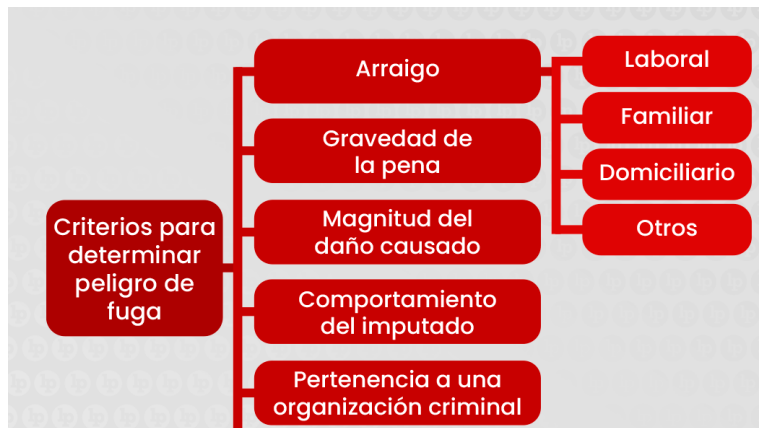 Criterios para
determinar
peligro de
fuga
Arraigo
Laboral
Familiar
Domiciliario
Otros
Gravedad de
la pena
Magnitud del
daño causado
Comportamiento
del imputado
Pertenencia a una
organización criminal